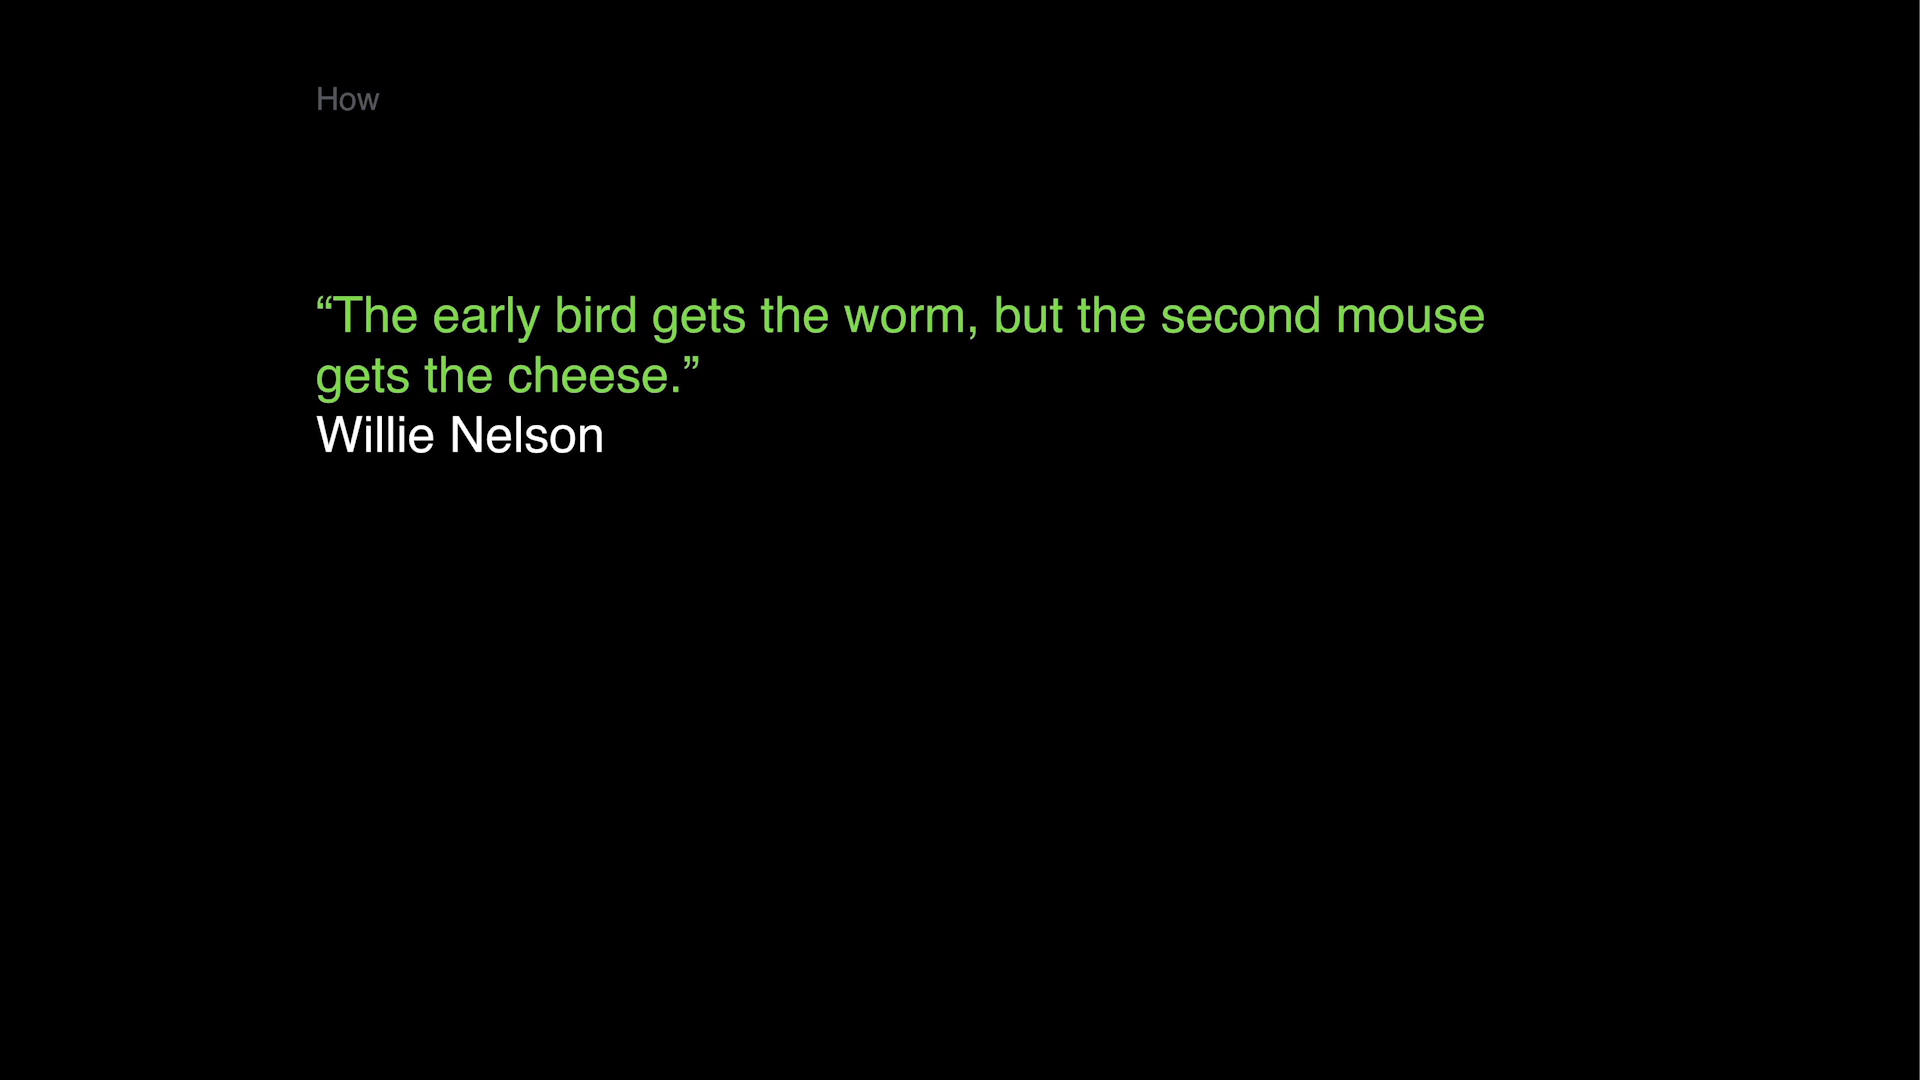 How
“The early bird gets the worm, but the second mouse
gets the cheese.”
Willie Nelson